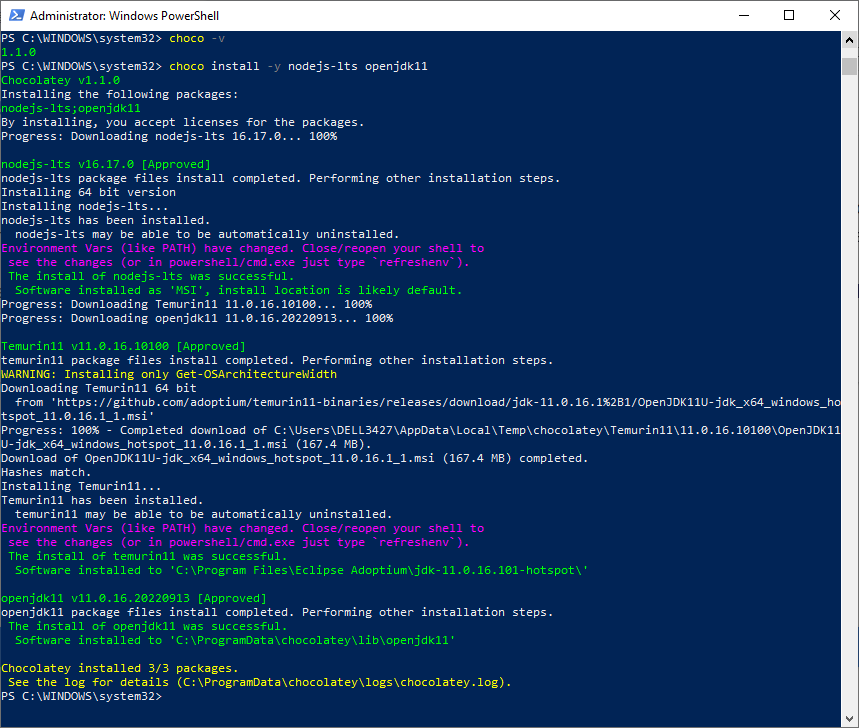 Administrator: Windows PowerShell
PS C:\WINDOWS\system32> choco -v
1.1.0
PS C:\WINDOWS\system32> choco install -y nodejs-lts openjdk11
Chocolatey v1.1.0
Installing the following packages:
nodejs-lts;openjdk11
By installing, you accept licenses for the packages.
Progress: Downloading nodejs-lts 16.17.0... 100%
nodejs-lts v16.17.0 [Approved]
nodejs-lts package files install completed. Performing other installation steps.
Installing 64 bit version
Installing nodejs-lts...
nodejs-lts has been installed.
  nodejs-lts may be able to be automatically uninstalled.
Environment Vars (like PATH) have changed. Close/reopen your shell to
 see the changes (or in powershell/cmd.exe just type `refreshenv`).
 The install of nodejs-lts was successful.
  Software installed as 'MSI', install location is likely default.
Progress: Downloading Temurin11 11.0.16.10100... 100%
Progress: Downloading openjdk11 11.0.16.20220913... 100%
Temurin11 v11.0.16.10100 [Approved]
temurin11 package files install completed. Performing other installation steps.
WARNING: Installing only Get-OSArchitectureWidth
Downloading Temurin11 64 bit
  from 'https://github.com/adoptium/temurin11-binaries/releases/download/jdk-11.0.16.1%2B1/OpenJDK11U-jdk_x64_windows_ho
tspot_11.0.16.1_1.msi'
Progress: 100% - Completed download of C:\Users\DELL3427\AppData\Local\Temp\chocolatey\Temurin11\11.0.16.10100\OpenJDK11
U-jdk_x64_windows_hotspot_11.0.16.1_1.msi (167.4 MB).
Download of OpenJDK11U-jdk_x64_windows_hotspot_11.0.16.1_1.msi (167.4 MB) completed.
Hashes match.
Installing Temurin11...
Temurin11 has been installed.
  temurin11 may be able to be automatically uninstalled.
Environment Vars (like PATH) have changed. Close/reopen your shell to
 see the changes (or in powershell/cmd.exe just type `refreshenv`).
 The install of temurin11 was successful.
  Software installed to 'C:\Program Files\Eclipse Adoptium\jdk-11.0.16.101-hotspot\'
openjdk11 v11.0.16.20220913 [Approved]
openjdk11 package files install completed. Performing other installation steps.
 The install of openjdk11 was successful.
  Software installed to 'C:\ProgramData\chocolatey\lib\openjdk11'
Chocolatey installed 3/3 packages.
 See the log for details (C:\ProgramData\chocolatey\logs\chocolatey.log).
PS C:\WINDOWS\system32>